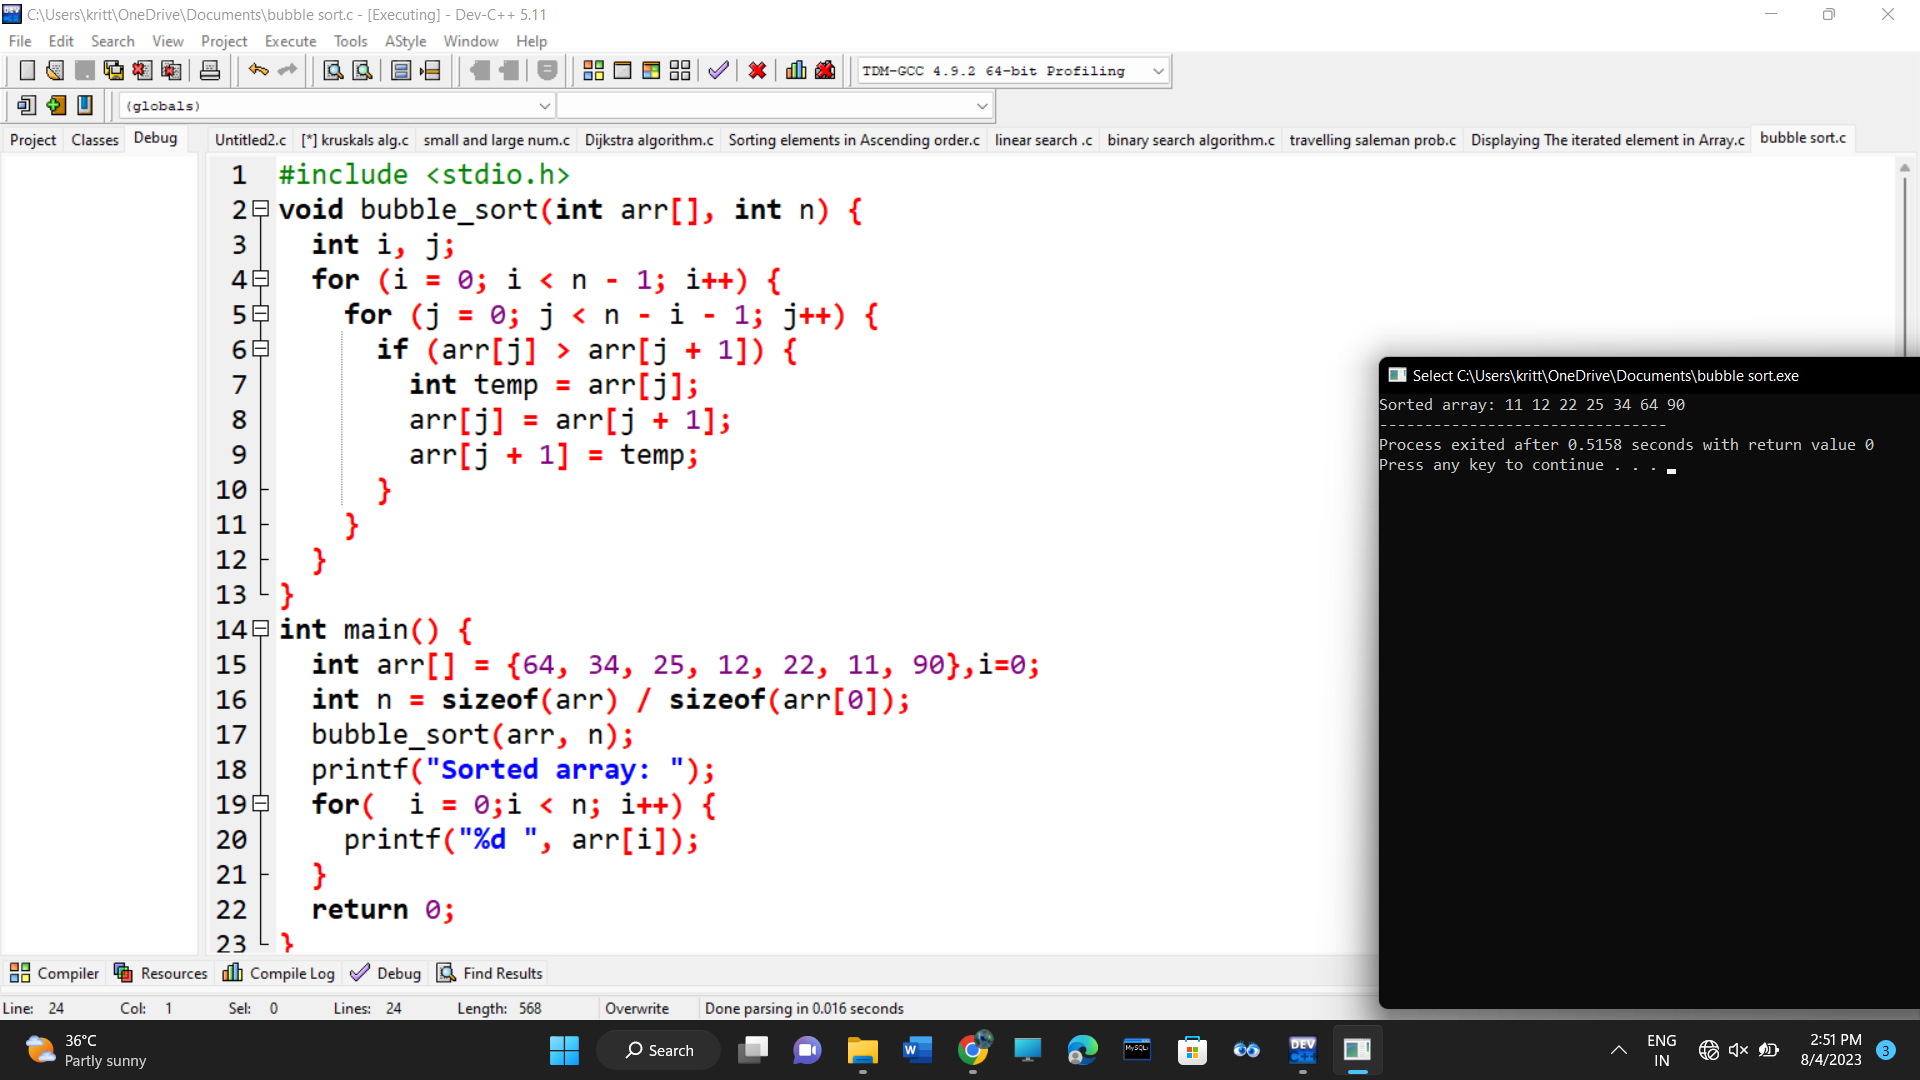 C:\Users\kritt\OneDrive\Documents\bubble sort.c - [Executing] - Dev-C++ 5.11
File Edit Search View Project Execute Tools AStyle Window Help
TDM-GCC 4.9.2 64-bit Profiling
(globals)
Project Classes Debug Untitled2.c [*] kruskals alg.c small and large num.c Dijkstra algorithm.c Sorting elements in Ascending order.c linear search .c binary search algorithm.c travelling saleman prob.c Displaying The iterated element in Array.c bubble sort.c
1 #include <stdio.h>
2 void bubble_sort(int arr[], int n) {
3 int i, j;
4 for (i = 0; i < n - 1; i++) {
5 for (j = 0; j < n - i - 1; j++) {
6 if (arr[j] > arr[j + 1]) {
7 int temp = arr[j];
8 arr[j] = arr[j + 1];
9 arr[j + 1] = temp;
10 }
11 }
12 }
13 }
14 int main() {
15 int arr[] = {64, 34, 25, 12, 22, 11, 90},i=0;
16 int n = sizeof(arr) / sizeof(arr[0]);
17 bubble_sort(arr, n);
18 printf("Sorted array: ");
19 for(  i = 0;i < n; i++) {
20 printf("%d ", arr[i]);
21 }
22 return 0;
23 }
Select C:\Users\kritt\OneDrive\Documents\bubble sort.exe
Sorted array: 11 12 22 25 34 64 90
--------------------------------
Process exited after 0.5158 seconds with return value 0
Press any key to continue . . .
Compiler Resources Compile Log Debug Find Results
Line: 24 Col: 1 Sel: 0 Lines: 24 Length: 568 Overwrite Done parsing in 0.016 seconds
36°C
Partly sunny
Search
DEV
C++
MySQL
W
ENG
IN
2:51 PM
8/4/2023
3